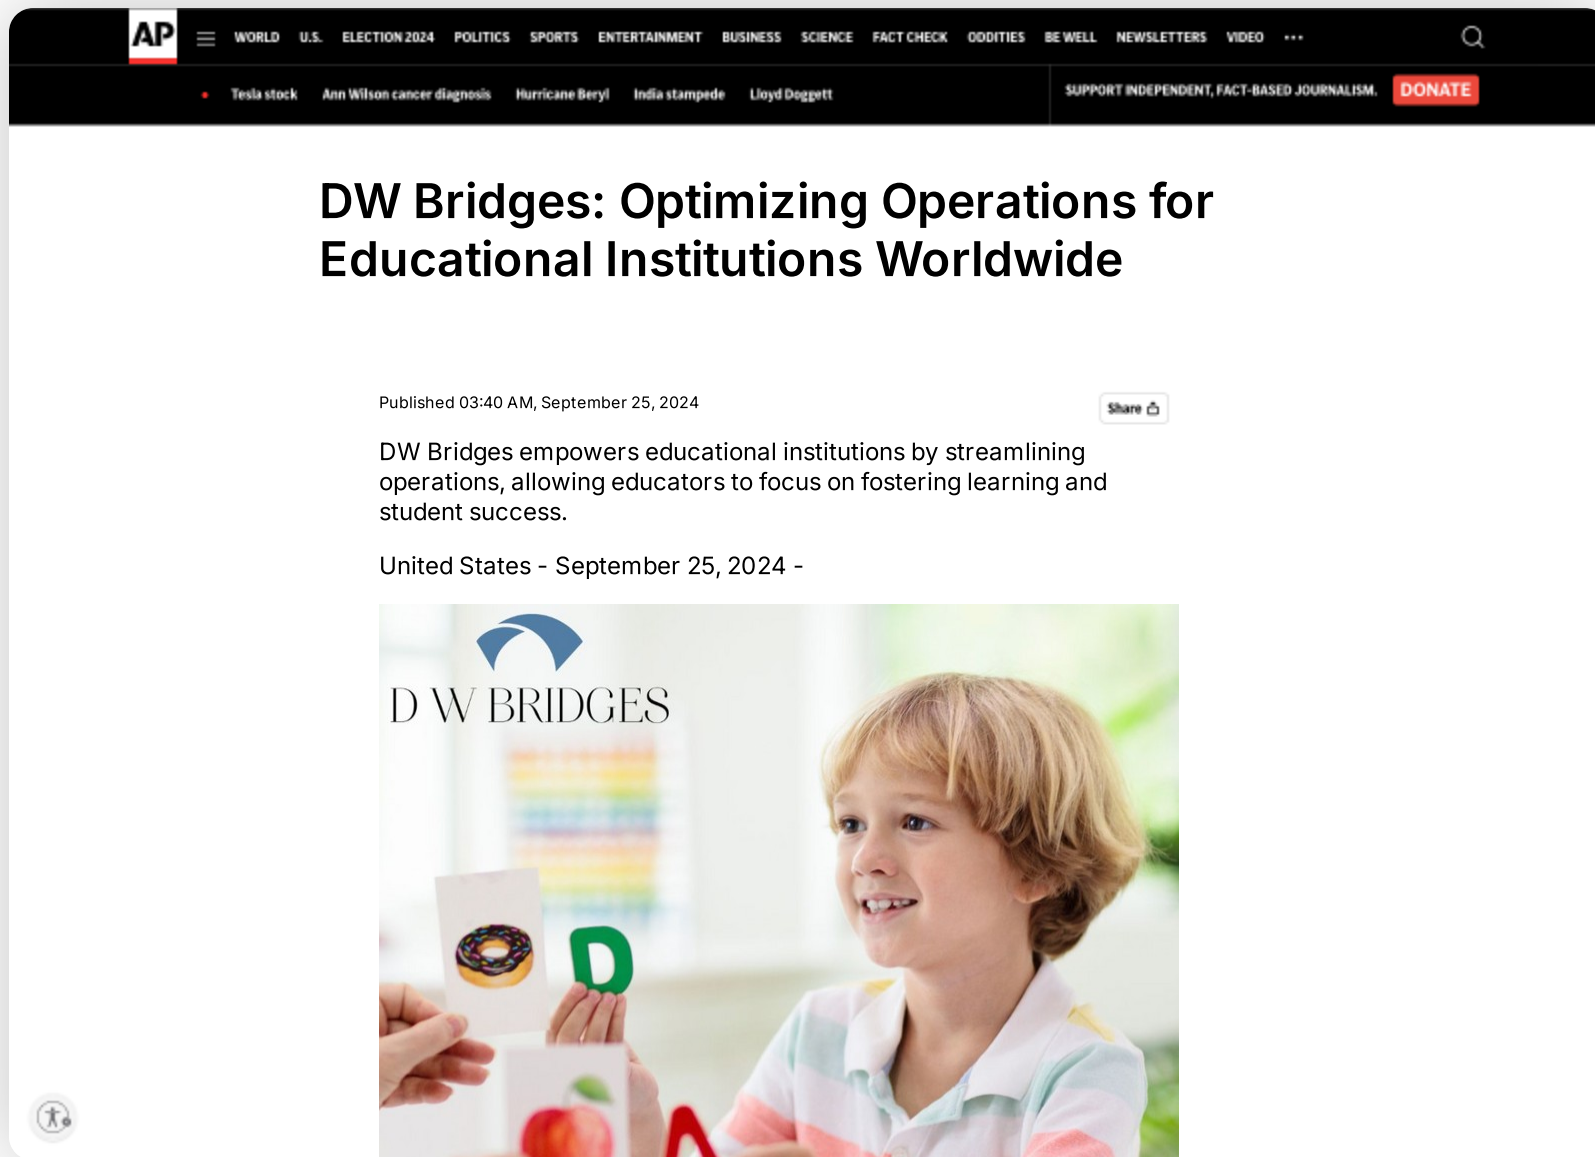 AP
WORLD U.S. ELECTION 2024 POLITICS SPORTS ENTERTAINMENT BUSINESS SCIENCE FACT CHECK ODDITIES BE WELL NEWSLETTERS VIDEO •••
Tesla stock Ann Wilson cancer diagnosis Hurricane Beryl India stampede Lloyd Doggett
SUPPORT INDEPENDENT, FACT-BASED JOURNALISM. DONATE
DW Bridges: Optimizing Operations for
Educational Institutions Worldwide
Published 03:40 AM, September 25, 2024
Share
DW Bridges empowers educational institutions by streamlining
operations, allowing educators to focus on fostering learning and
student success.
United States - September 25, 2024 -
D W BRIDGES
D
A